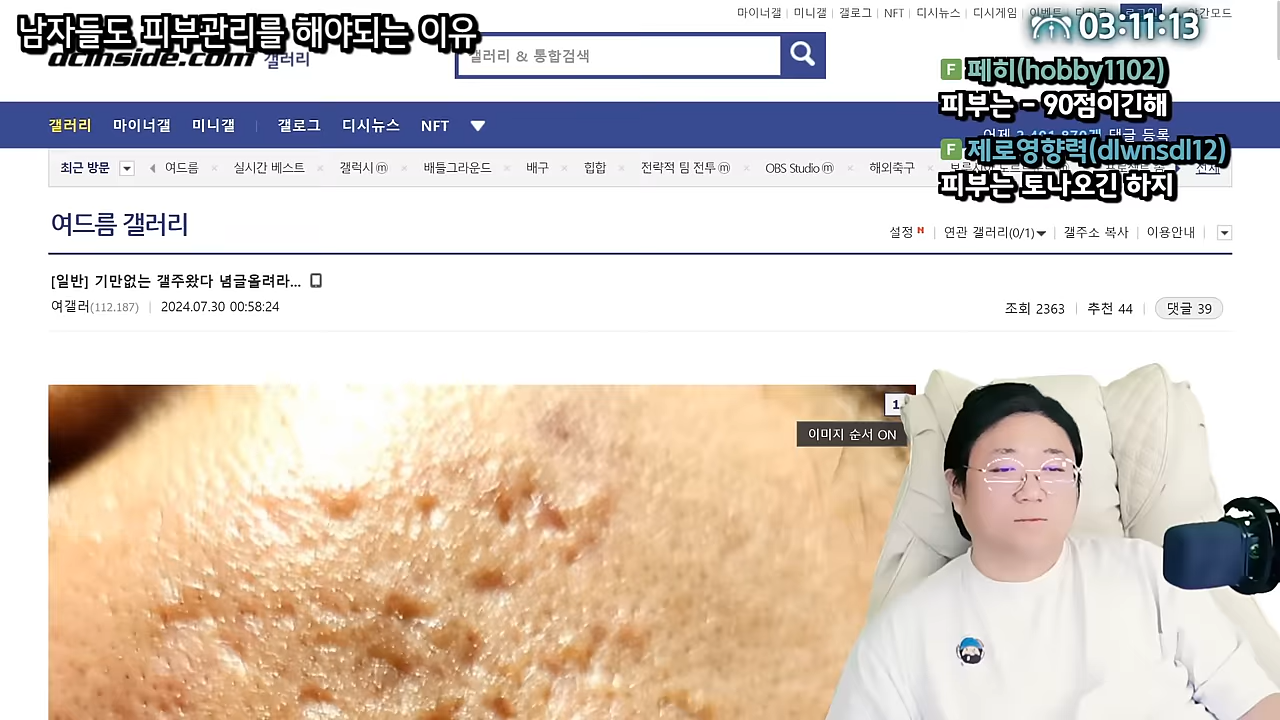 남자들도 피부관리를 해야되는 이유
마이너갤 미니갤 갤로그 NFT 디시뉴스 디시게임
03:11:13
dcinside.com 갤러리
갤러리 & 통합검색
F 페히(hobby1102)
피부는 - 90점이긴해
갤러리 마이너갤 미니갤 갤로그 디시뉴스 NFT
댓글 등록
F 제로영향력(dlwnsdl12)
피부는 토나오긴 하지
최근 방문 여드름 실시간 베스트 갤럭시 ⓜ 배틀그라운드 배구 힙합 전략적 팀 전투 ⓜ OBS Studio ⓜ 해외축구
여드름 갤러리
설정 N 연관 갤러리(0/1) 갤주소 복사 이용안내
[일반] 기만없는 갤주왔다 념글올려라...
여갤러(112.187) 2024.07.30 00:58:24
조회 2363 추천 44 댓글 39
1
이미지 순서 ON